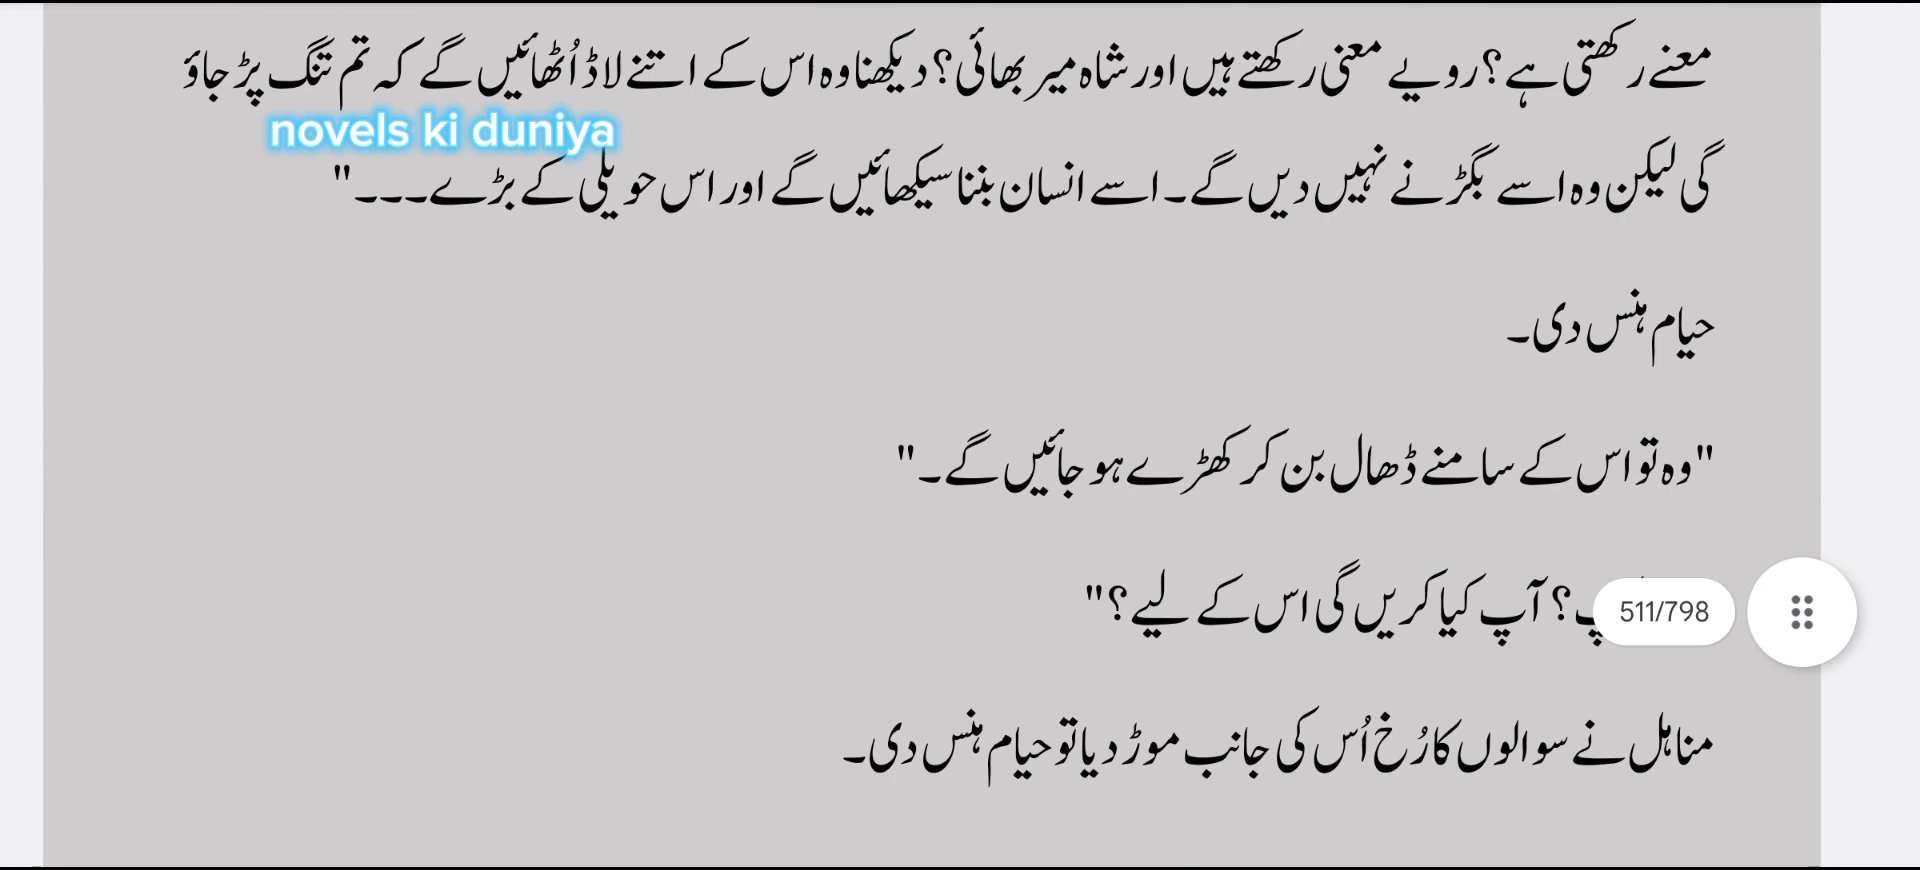 معنے رکھتی ہے؟ رویے معنی رکھتے ہیں اور شاہ میر بھائی؟ دیکھنا وہ اس کے اتنے لاڈ اُٹھائیں گے کہ تم تنگ پڑ جاؤ
novels ki duniya
گی لیکن وہ اسے بگڑنے نہیں دیں گے۔ اسے انسان بننا سیکھائیں گے اور اس حویلی کے بڑے۔۔۔"
حیام ہنس دی۔
"وہ تو اس کے سامنے ڈھال بن کر کھڑے ہو جائیں گے۔"
؟ آپ کیا کریں گی اس کے لیے؟"
511/798
مناہل نے سوالوں کا رُخ اُس کی جانب موڑ دیا تو حیام ہنس دی۔